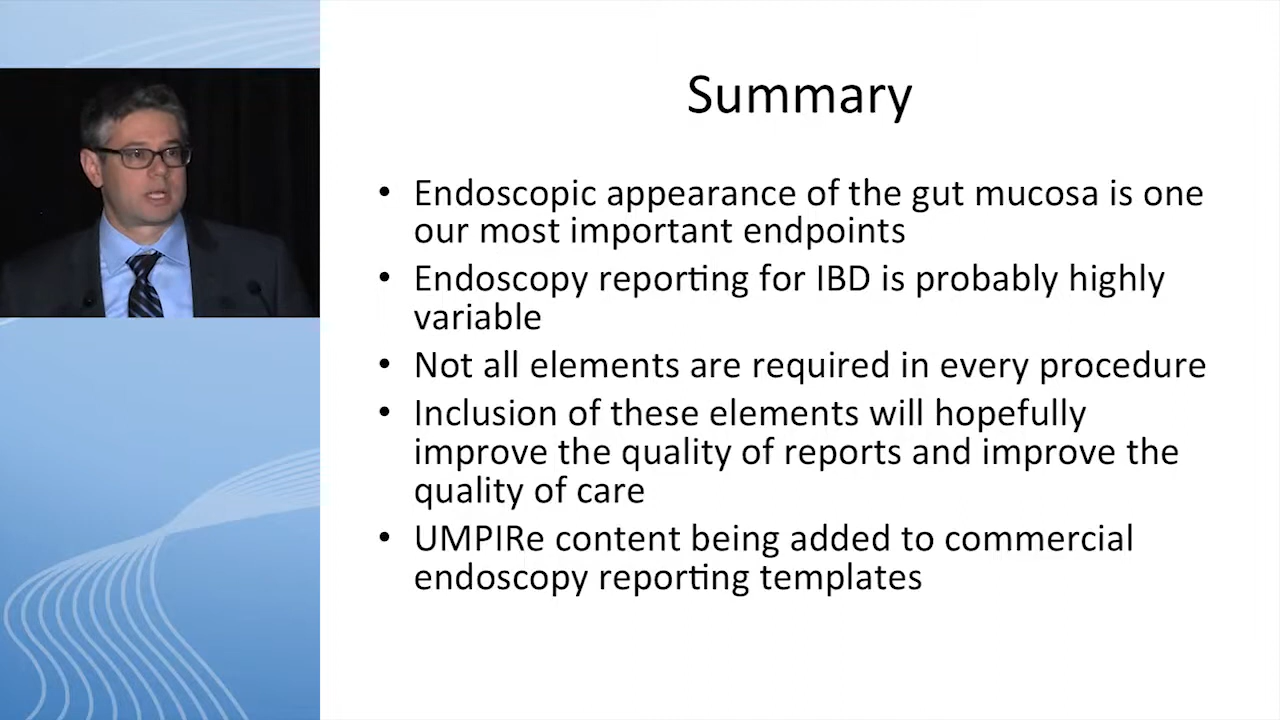 Summary
• Endoscopic appearance of the gut mucosa is one
our most important endpoints
• Endoscopy reporting for IBD is probably highly
variable
• Not all elements are required in every procedure
• Inclusion of these elements will hopefully
improve the quality of reports and improve the
quality of care
• UMPIRe content being added to commercial
endoscopy reporting templates